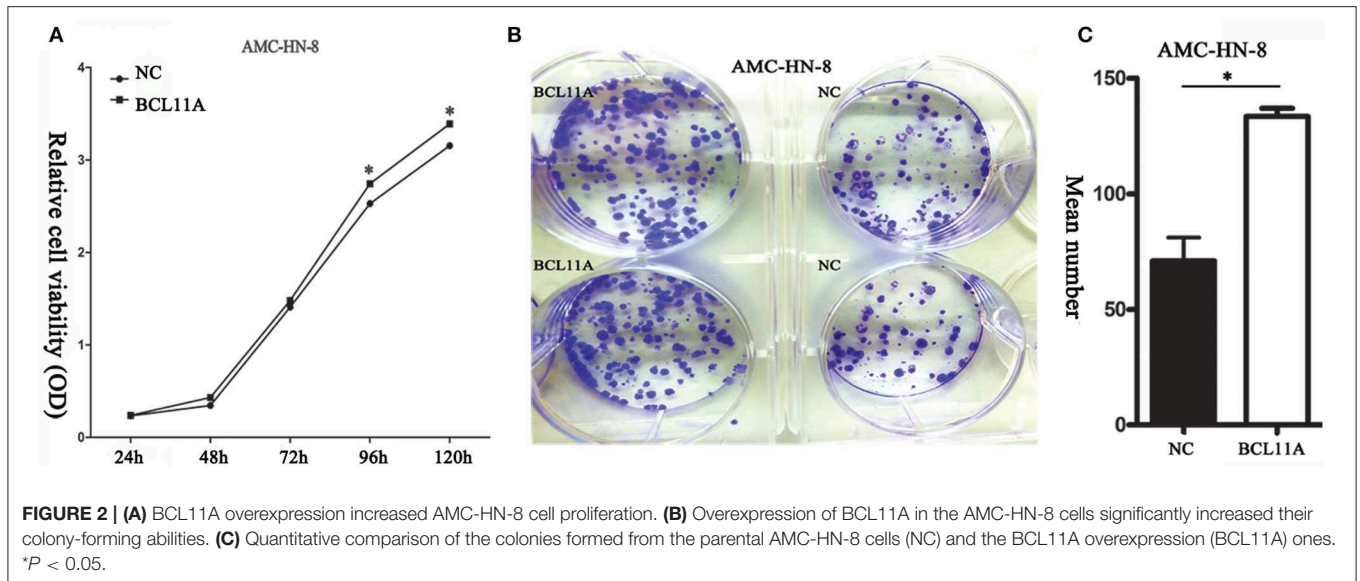 A
AMC-HN-8
4
3
2
1
0
NC
BCL11A
Relative cell viability (OD)
*
*
24h
48h
72h
96h
120h
B
AMC-HN-8
BCL11A
NC
BCL11A
NC
C
AMC-HN-8
*
150
100
50
0
Mean number
NC
BCL11A
FIGURE 2 | (A) BCL11A overexpression increased AMC-HN-8 cell proliferation. (B) Overexpression of BCL11A in the AMC-HN-8 cells significantly increased their
colony-forming abilities. (C) Quantitative comparison of the colonies formed from the parental AMC-HN-8 cells (NC) and the BCL11A overexpression (BCL11A) ones.
*P < 0.05.